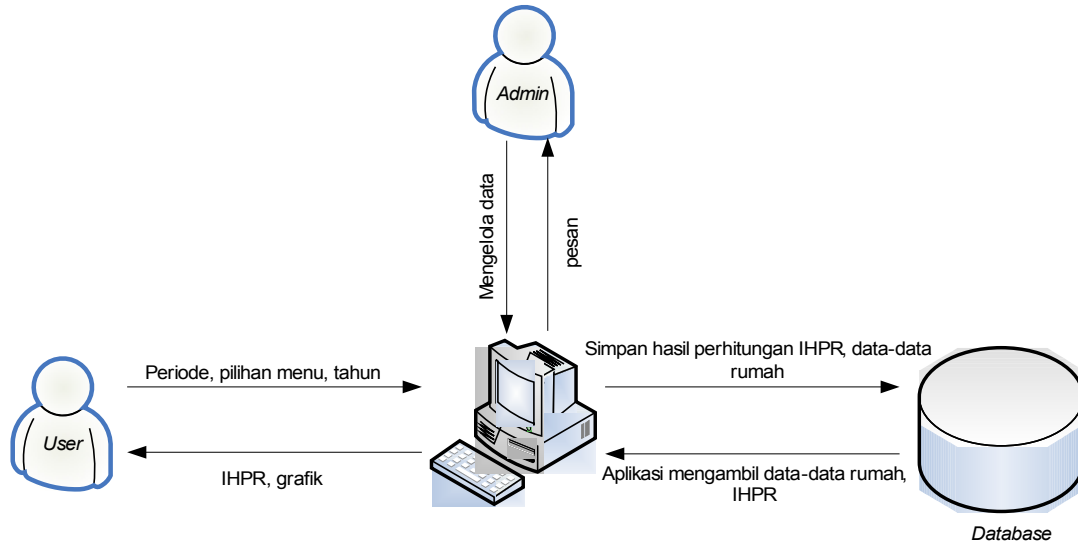 Admin
Mengelola data
pesan
Simpan hasil perhitungan IHPR, data-data
rumah
Periode, pilihan menu, tahun
User
IHPR, grafik
Aplikasi mengambil data-data rumah,
IHPR
Database